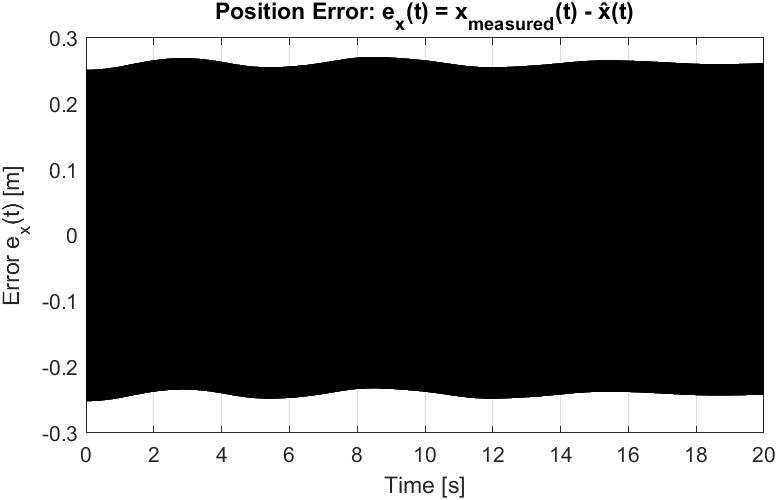 Position Error: e_x(t) = x_measured(t) - x̂(t)
0.3
0.2
0.1
0
-0.1
-0.2
-0.3
Error e_x(t) [m]
0 2 4 6 8 10 12 14 16 18 20
Time [s]